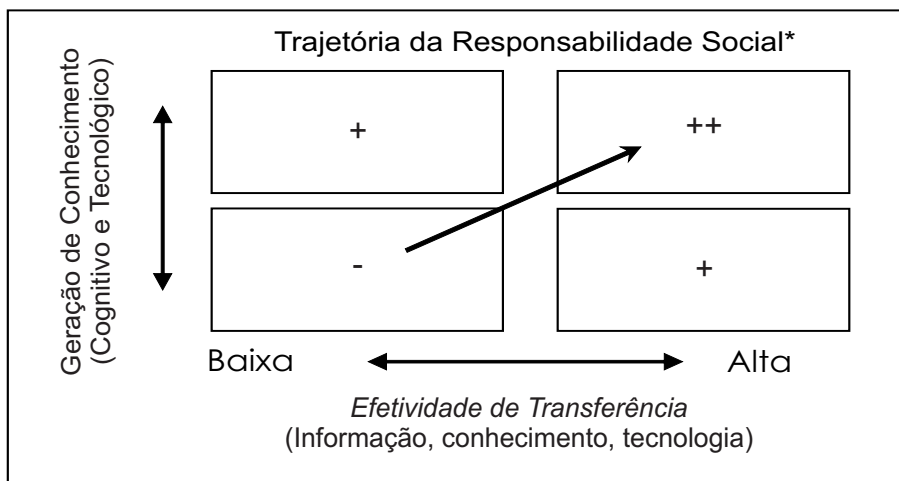 Trajetória da Responsabilidade Social*
Geração de Conhecimento
(Cognitivo e Tecnológico)
+
++
-
+
Baixa
Alta
Efetividade de Transferência
(Informação, conhecimento, tecnologia)